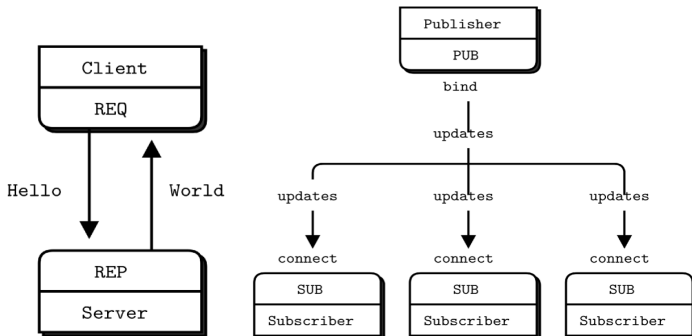 Client
REQ
Hello
World
REP
Server
Publisher
PUB
bind
updates
updates updates updates
connect connect connect
SUB SUB SUB
Subscriber Subscriber Subscriber